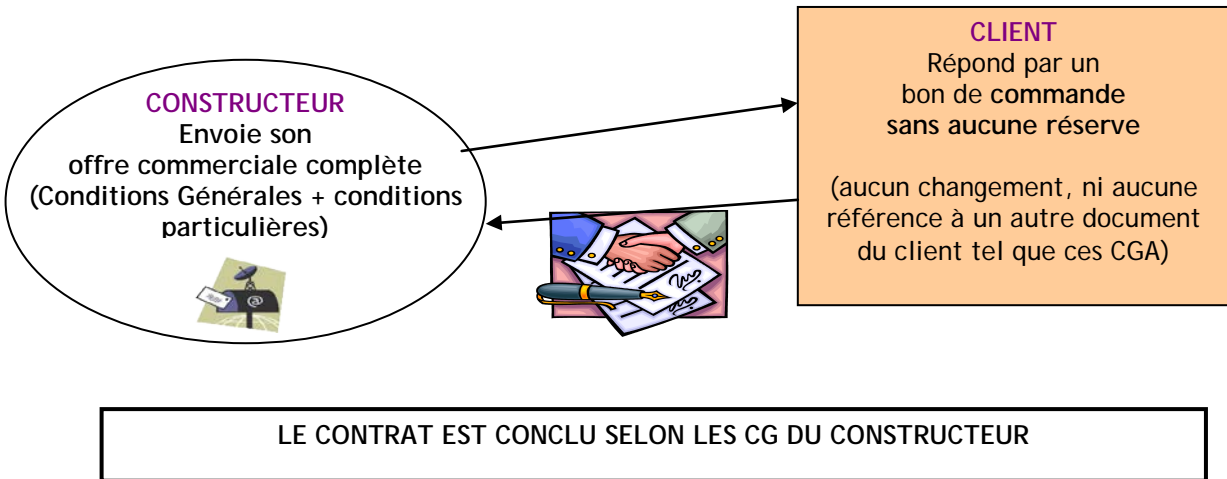 CONSTRUCTEUR
Envoie son
offre commerciale complète
(Conditions Générales + conditions
particulières)
@
CLIENT
Répond par un
bon de commande
sans aucune réserve
(aucun changement, ni aucune
référence à un autre document
du client tel que ces CGA)
LE CONTRAT EST CONCLU SELON LES CG DU CONSTRUCTEUR